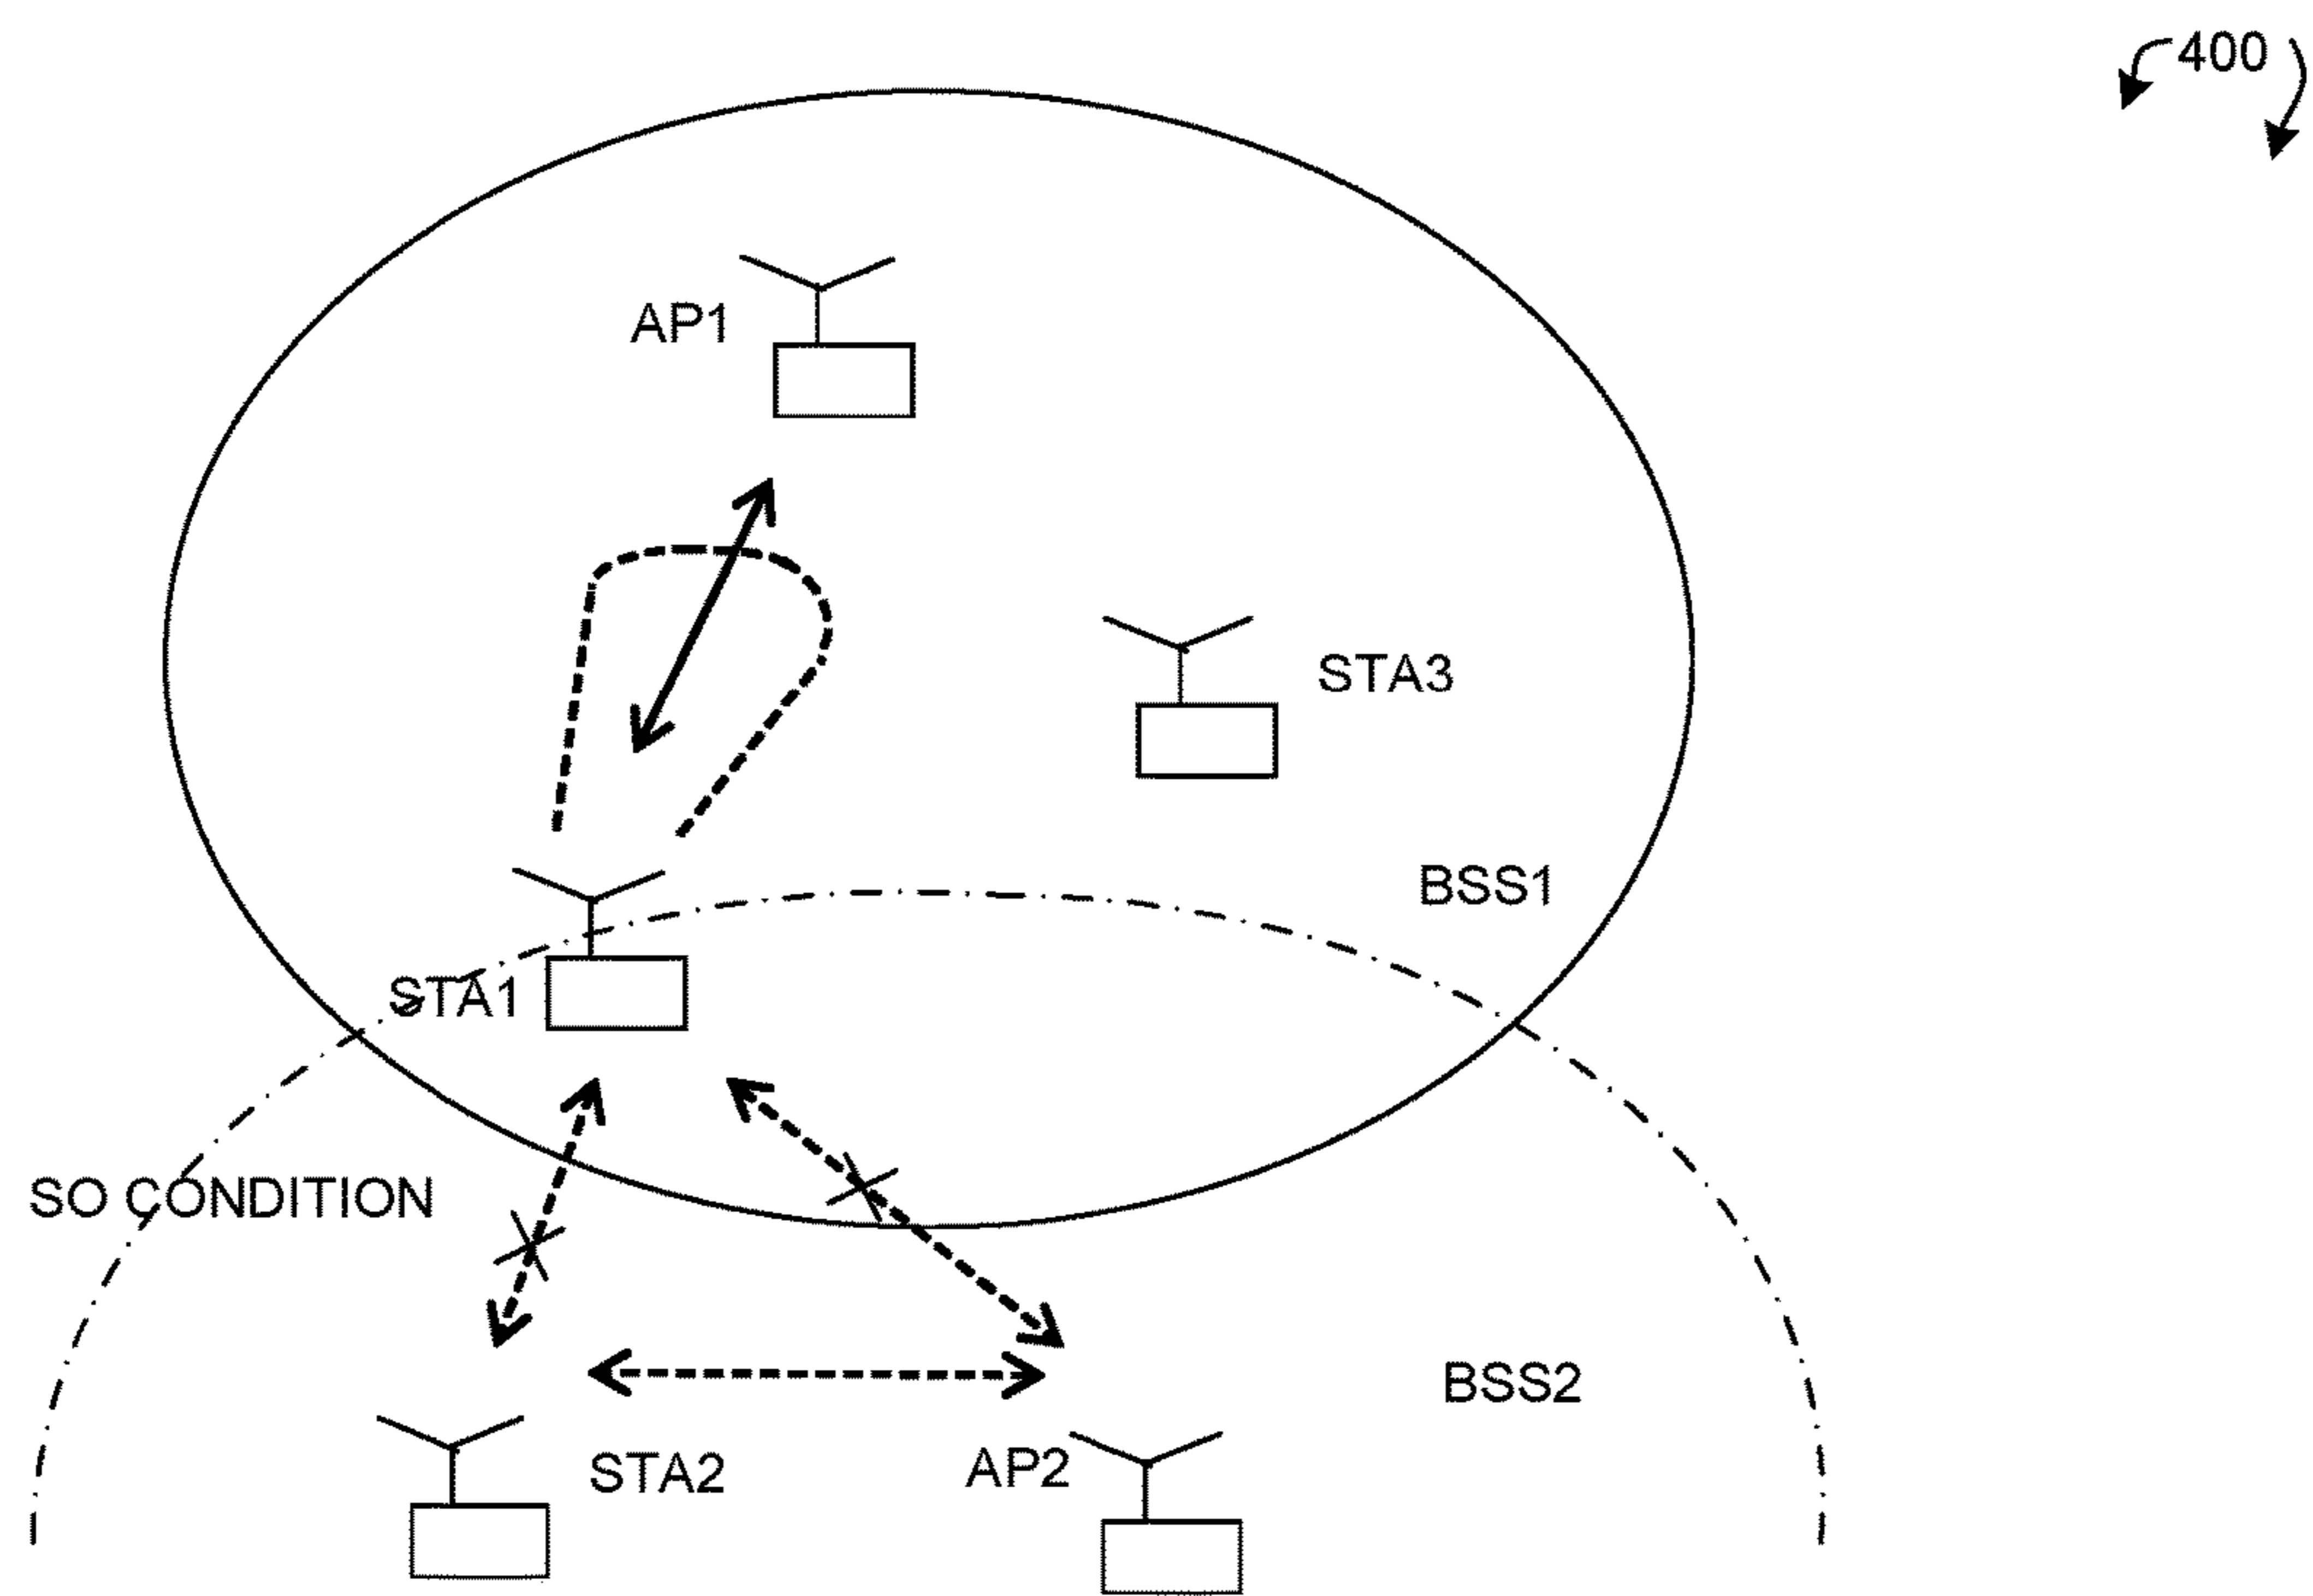 400
AP1
STA3
BSS1
STA1
SO CONDITION
BSS2
STA2
AP2